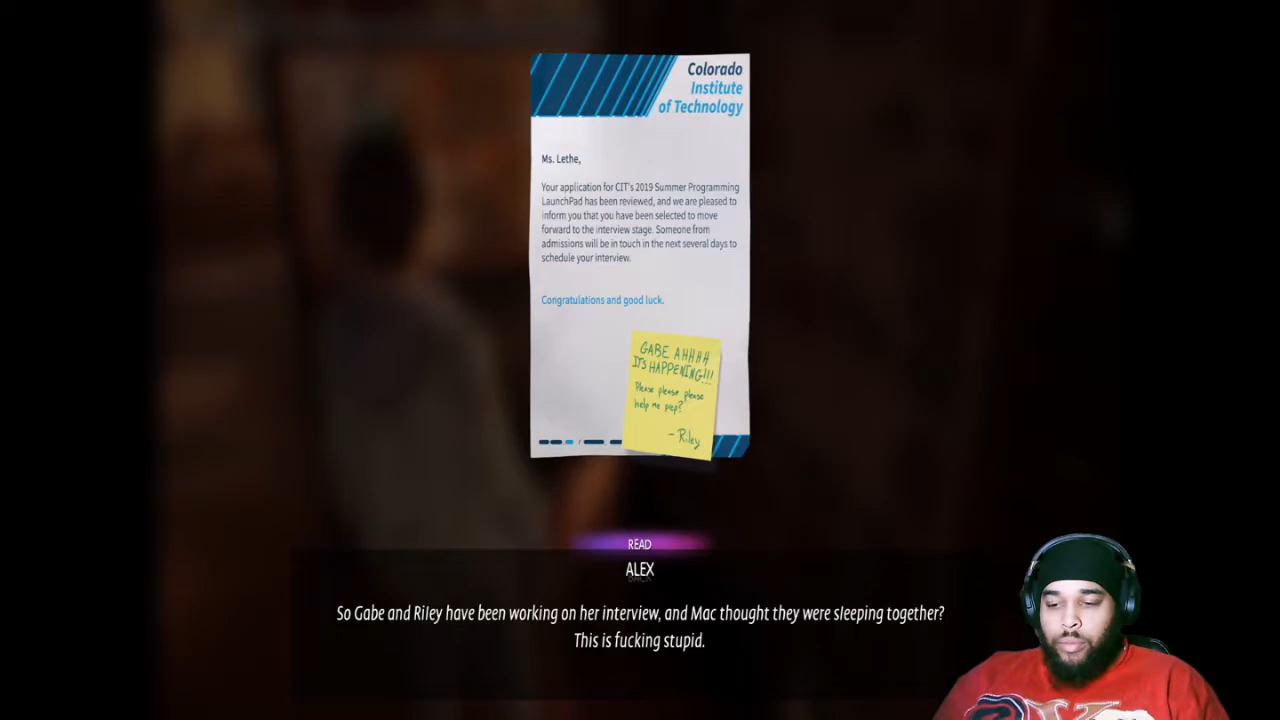 Colorado
Institute
of Technology
Ms. Lethe,
Your application for CIT's 2019 Summer Programming
LaunchPad has been reviewed, and we are pleased to
inform you that you have been selected to move
forward to the interview stage. Someone from
admissions will be in touch in the next several days to
schedule your interview.
Congratulations and good luck.
GABE AHHHH
IT'S HAPPENING!!!
Please please please
help me prep?
- Riley
READ
ALEX
BACK
So Gabe and Riley have been working on her interview, and Mac thought they were sleeping together?
This is fucking stupid.